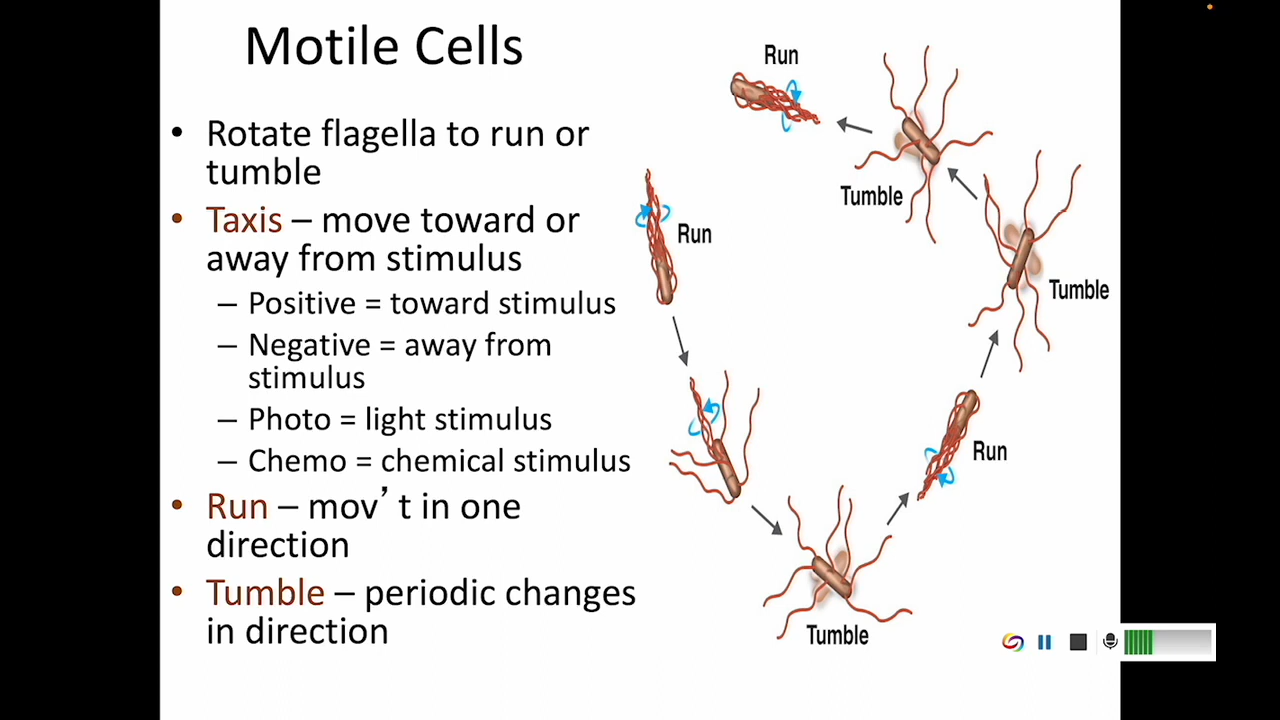 Motile Cells
• Rotate flagella to run or
tumble
• Taxis – move toward or
away from stimulus
– Positive = toward stimulus
– Negative = away from
stimulus
– Photo = light stimulus
– Chemo = chemical stimulus
• Run – mov’ t in one
direction
• Tumble – periodic changes
in direction
Run
Tumble
Run
Tumble
Run
Tumble